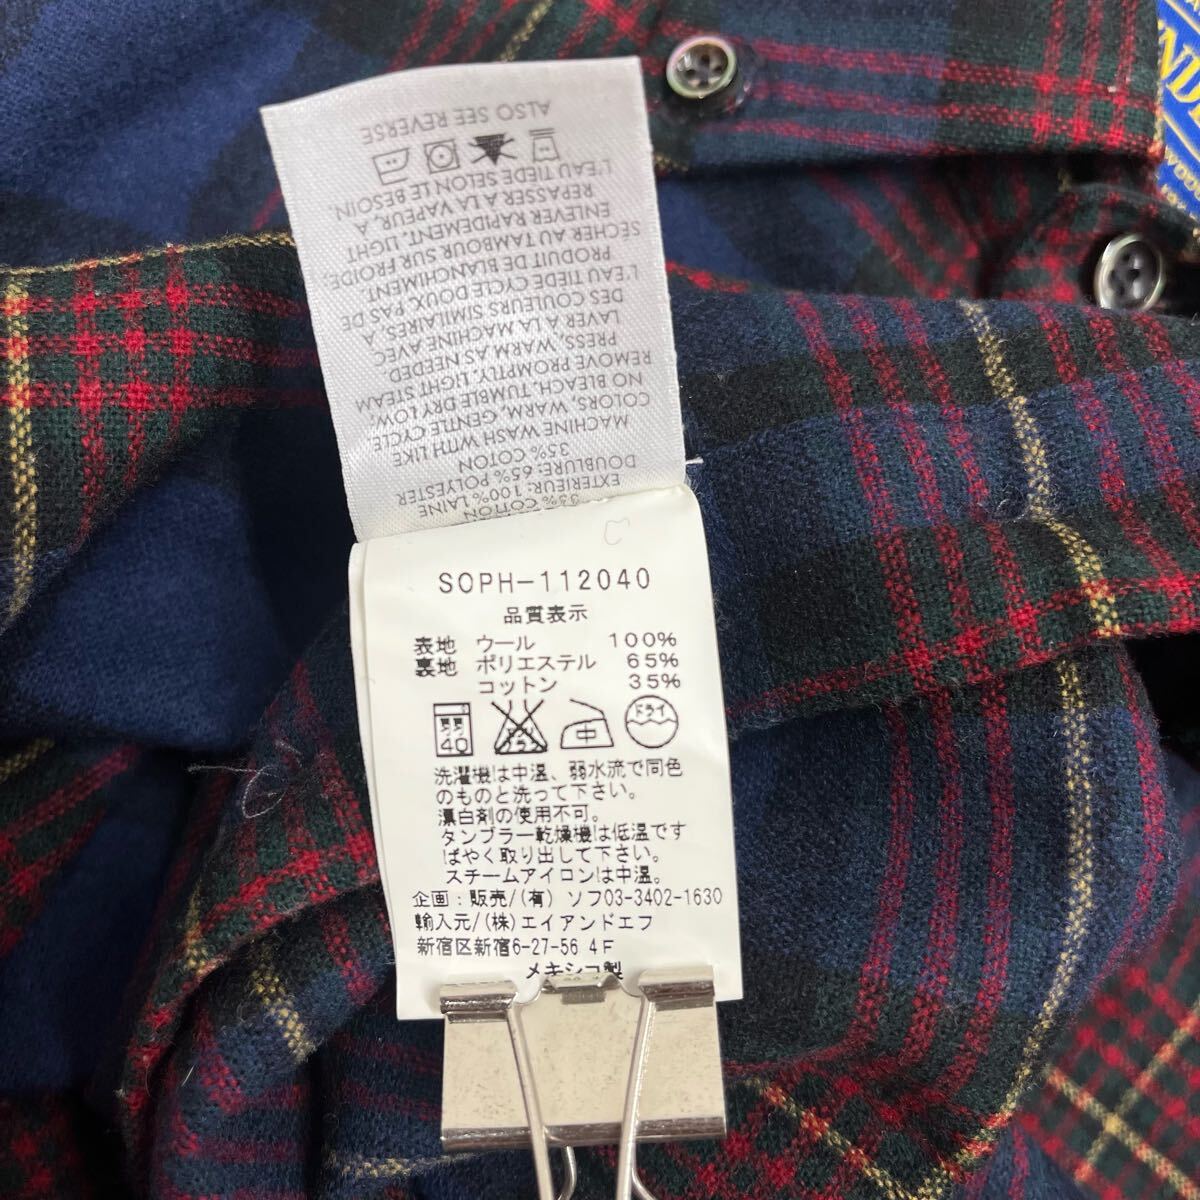 35% COTTON
EXTERIEUR: 100% LAINE
DOUBLURE: 65% POLYESTER
35% COTON
MACHINE WASH WITH LIKE
COLORS, WARM, GENTLE CYCLE
NO BLEACH, TUMBLE DRY LOW,
REMOVE PROMPTLY, LIGHT STEAM
PRESS, WARM AS NEEDED
LAVER A LA MACHINE AVEC
DES COULEURS SIMILAIRES, A
L'EAU TIEDE CYCLE DOUX, PAS DE
PRODUIT DE BLANCHIMENT
SECHER AU TAMBOUR SUR FROIDE,
ENLEVER RAPIDEMENT, LIGHT
REPASSER A LA VAPEUR, A
L'EAU TIEDE SELON LE BESOIN
ALSO SEE REVERSE
SOPH-112040
品質表示
表地 ウール 100%
裏地 ポリエステル 65%
コットン 35%
弱 40 エンソサラシ 中 ドライ
洗濯機は中温、弱水流で同色
のものと洗って下さい。
漂白剤の使用不可。
タンブラー乾燥機は低温です
ばやく取り出して下さい。
スチームアイロンは中温。
企画:販売/(有) ソフ03-3402-1630
輸入元/(株)エイアンドエフ
新宿区新宿6-27-56 4F
メキシコ製